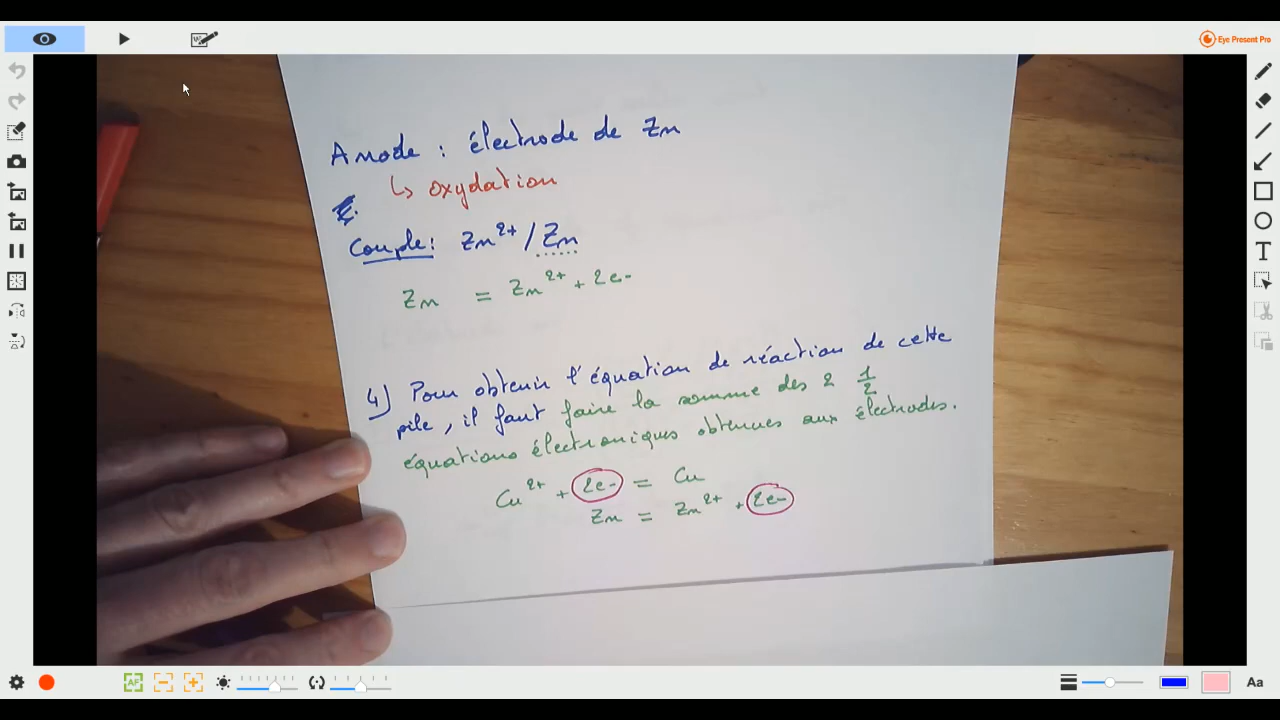 Eye Present Pro
Anode : électrode de Zn
↳ oxydation
Couple : Zn²⁺ / Zn
Zn = Zn²⁺ + 2e-
4) Pour obtenir l'équation de réaction de cette
pile, il faut faire la somme des 2 1/2
équations électroniques obtenues aux électrodes.
Cu²⁺ + 2e- = Cu
Zn = Zn²⁺ + 2e-
AF
Aa